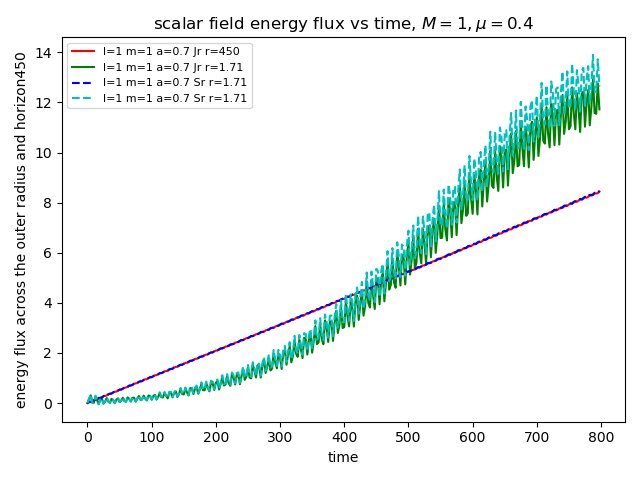 scalar field energy flux vs time, M = 1, μ = 0.4
l=1 m=1 a=0.7 Jr r=450
l=1 m=1 a=0.7 Jr r=1.71
l=1 m=1 a=0.7 Sr r=1.71
l=1 m=1 a=0.7 Sr r=1.71
energy flux across the outer radius and horizon450
14
12
10
8
6
4
2
0
0 100 200 300 400 500 600 700 800
time